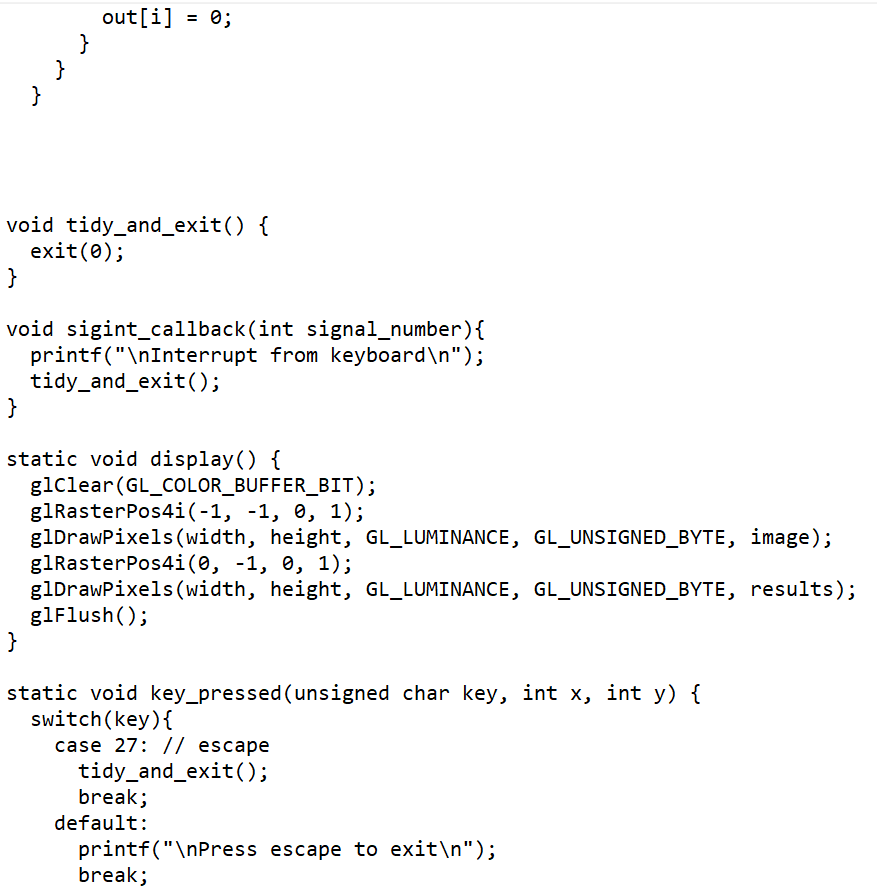 out[i] = 0;
      }
    }
  }
void tidy_and_exit() {
  exit(0);
}
void sigint_callback(int signal_number){
  printf("\nInterrupt from keyboard\n");
  tidy_and_exit();
}
static void display() {
  glClear(GL_COLOR_BUFFER_BIT);
  glRasterPos4i(-1, -1, 0, 1);
  glDrawPixels(width, height, GL_LUMINANCE, GL_UNSIGNED_BYTE, image);
  glRasterPos4i(0, -1, 0, 1);
  glDrawPixels(width, height, GL_LUMINANCE, GL_UNSIGNED_BYTE, results);
  glFlush();
}
static void key_pressed(unsigned char key, int x, int y) {
  switch(key){
    case 27: // escape
      tidy_and_exit();
      break;
    default:
      printf("\nPress escape to exit\n");
      break;